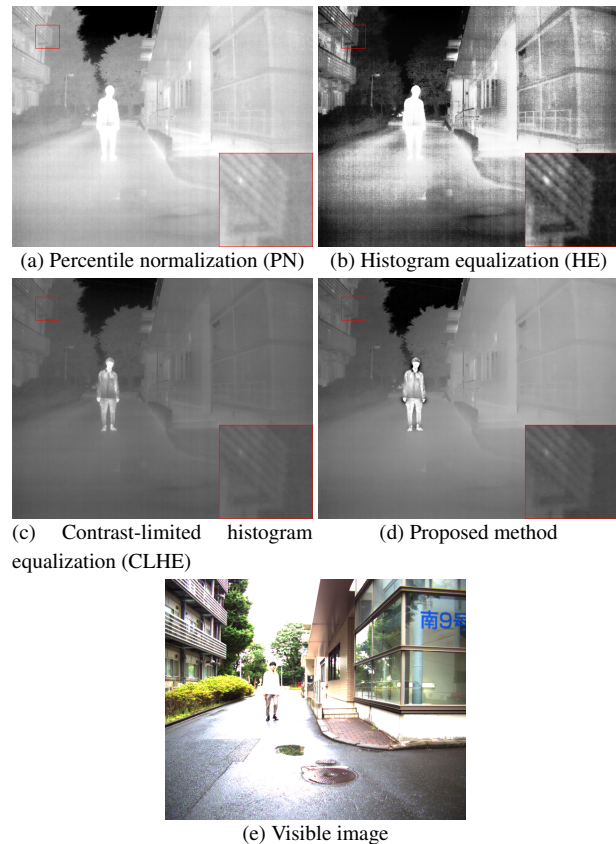 (a) Percentile normalization (PN)
(b) Histogram equalization (HE)
(c) Contrast-limited histogram
equalization (CLHE)
(d) Proposed method
南9号
(e) Visible image